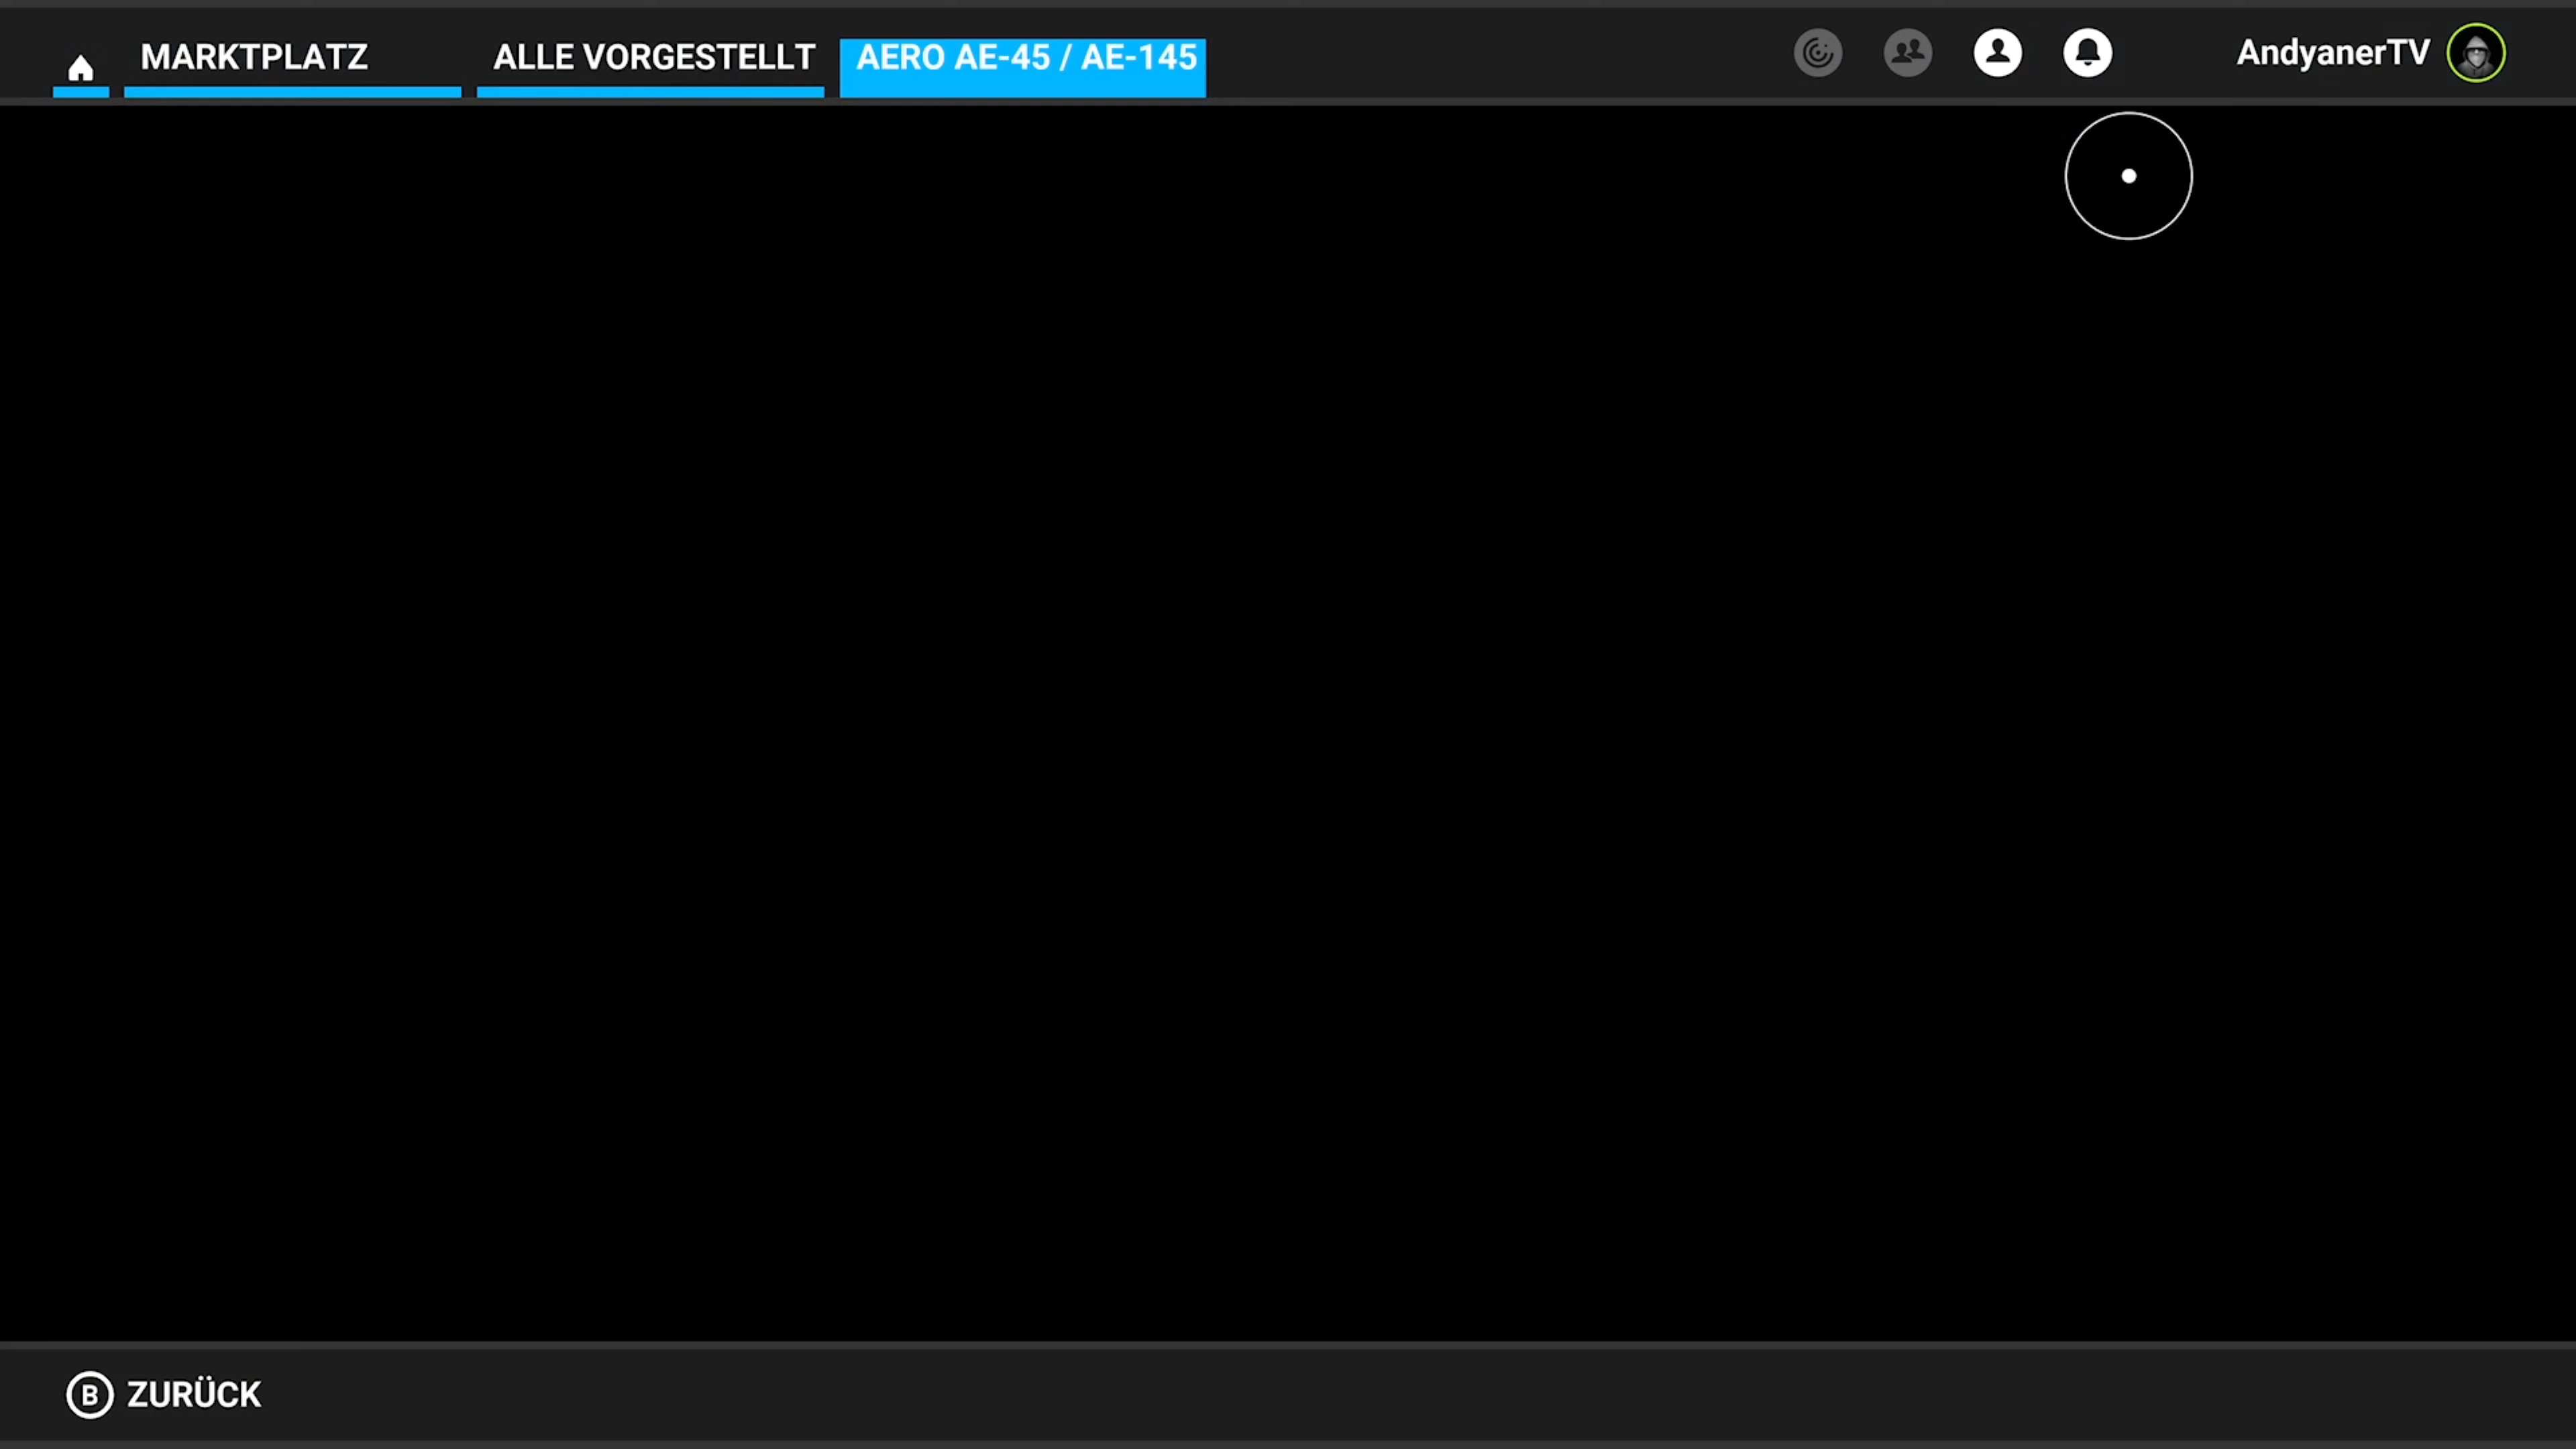 MARKTPLATZ
ALLE VORGESTELLT
AERO AE-45 / AE-145
AndyanerTV
B ZURÜCK